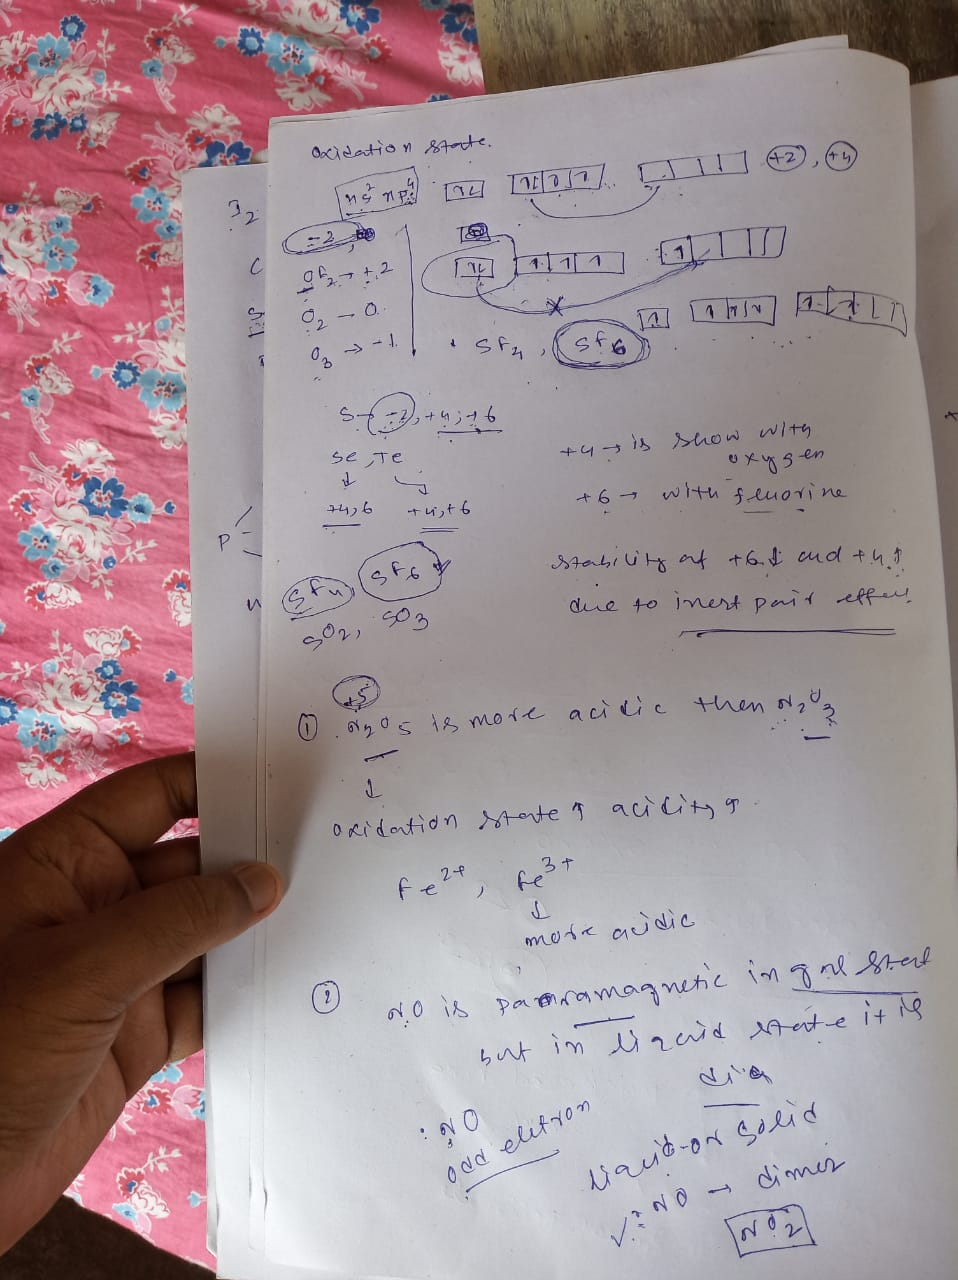 Oxidation state.
ns² np⁴ 1L +2, +4
-2
OF2 → +2
O2 → 0
O3 → -1
SF4, SF6
S → -2, +4, +6
Se, Te
↓
+4,6 +4,+6
+4 → is show with
oxygen
+6 → with fluorine
SF4 SF6
SO2, SO3
stability of +6↓ and +4↑
due to inert pair effect.
+5
① N2O5 is more acidic then N2O3
↓
oxidation state ↑ acidity ↑
Fe2+, Fe3+
↓
more acidic
② NO is paramagnetic in state
but in liquid state it is
dia
:NO
odd eletron
liquid or solid
NO → dimer
NO2
I2
C
S
P